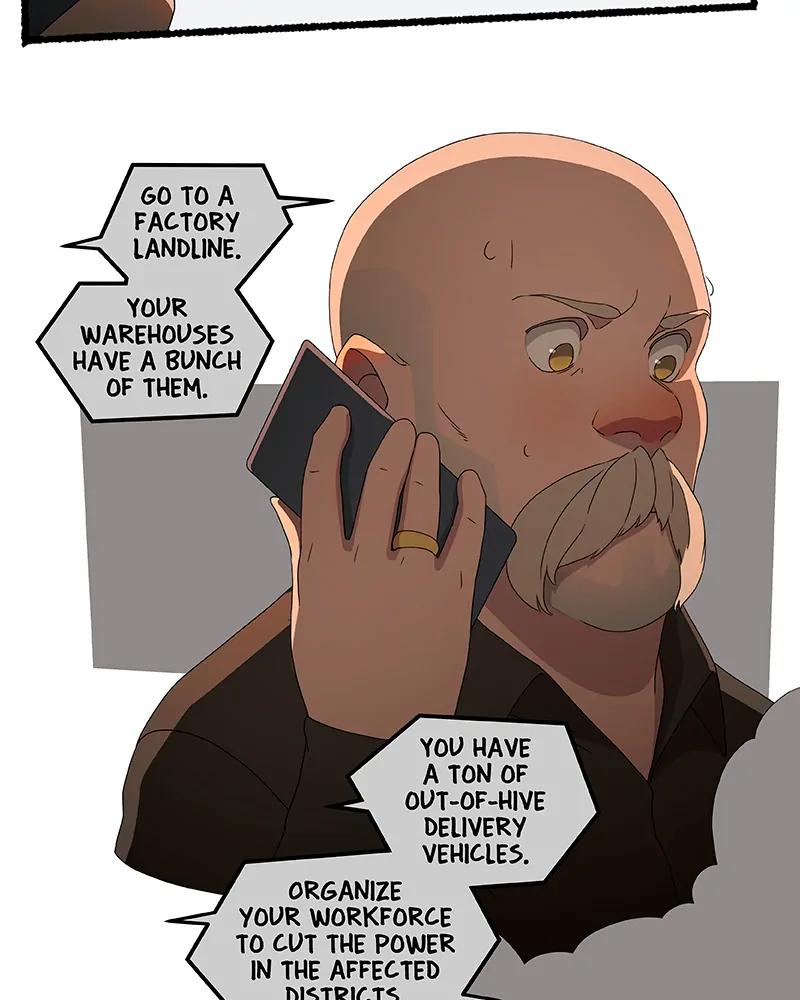 GO TO A
FACTORY
LANDLINE.
YOUR
WAREHOUSES
HAVE A BUNCH
OF THEM.
YOU HAVE
A TON OF
OUT-OF-HIVE
DELIVERY
VEHICLES.
ORGANIZE
YOUR WORKFORCE
TO CUT THE POWER
IN THE AFFECTED
DISTRICTS